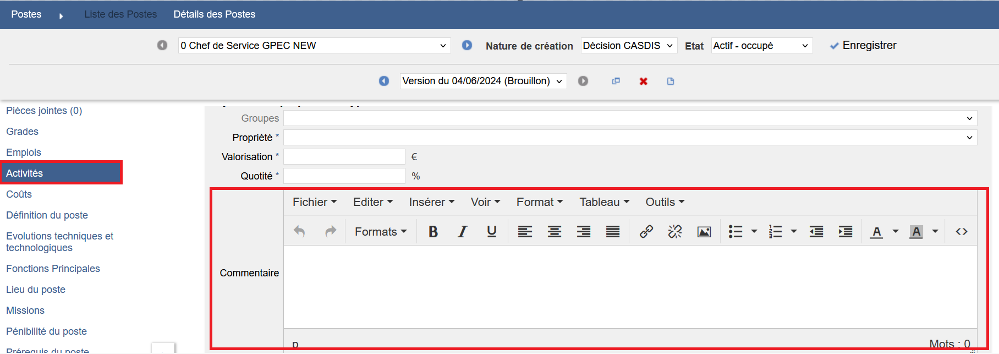 Postes Liste des Postes Détails des Postes
0 Chef de Service GPEC NEW Nature de création Décision CASDIS Etat Actif - occupé Enregistrer
Version du 04/06/2024 (Brouillon)
Pièces jointes (0)
Grades
Emplois
Activités
Coûts
Définition du poste
Evolutions techniques et
technologiques
Fonctions Principales
Lieu du poste
Missions
Pénibilité du poste
Prérequis du poste
Groupes
Propriété *
Valorisation * €
Quotité * %
Commentaire
Fichier Editer Insérer Voir Format Tableau Outils
Formats B I U A A <>
p Mots : 0